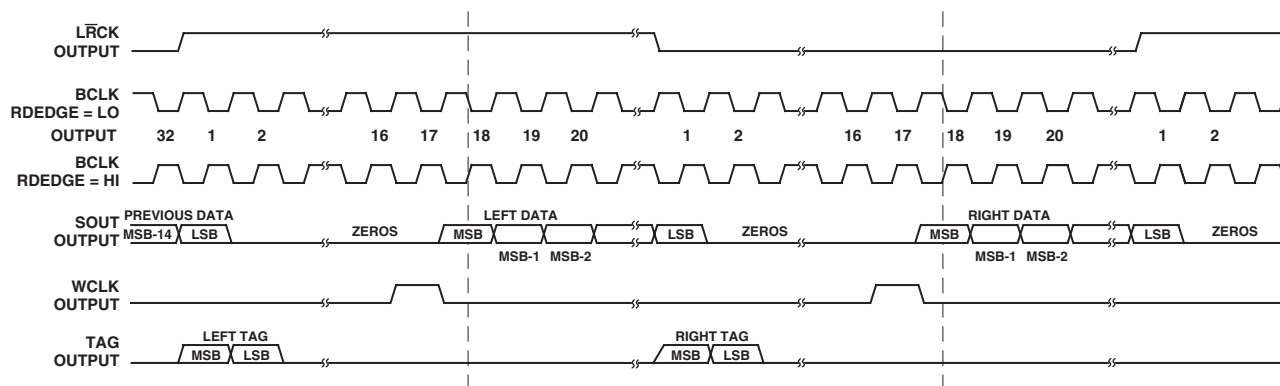 LR̅CK
OUTPUT
BCLK
RDEDGE = LO
OUTPUT 32 1 2 16 17 18 19 20 1 2 16 17 18 19 20 1 2
BCLK
RDEDGE = HI
SOUT
OUTPUT
PREVIOUS DATA LEFT DATA RIGHT DATA
MSB-14 LSB ZEROS MSB LSB ZEROS MSB LSB ZEROS
MSB-1 MSB-2 MSB-1 MSB-2
WCLK
OUTPUT
TAG
OUTPUT
LEFT TAG RIGHT TAG
MSB LSB MSB LSB